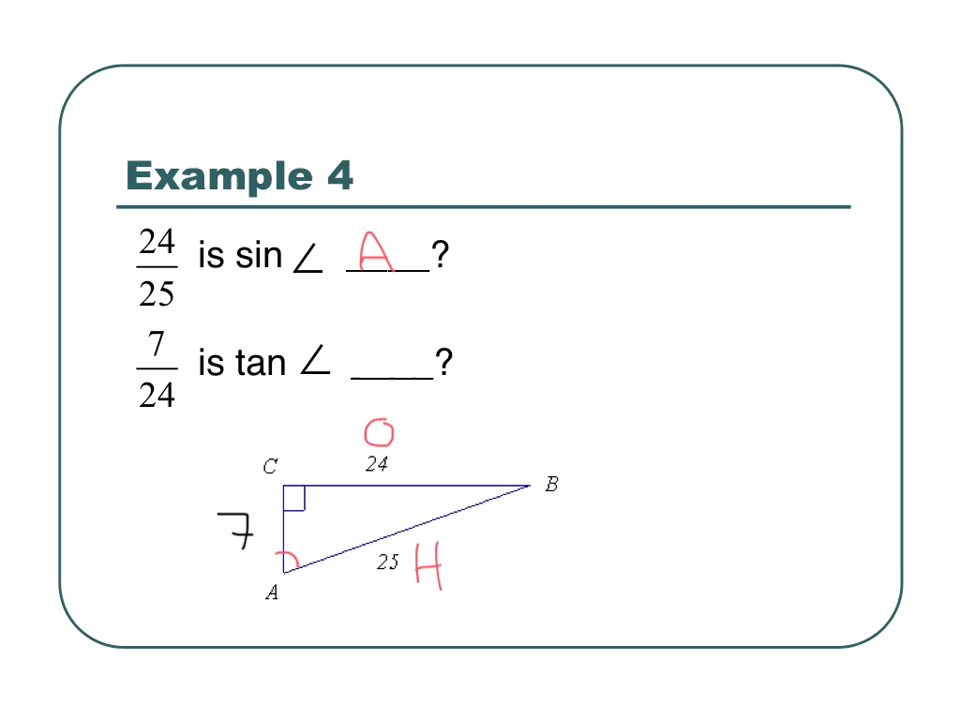 Example 4
24
25
is sin ∠ A ?
7
24
is tan ∠ ____?
O
C
24
B
7
25 H
A